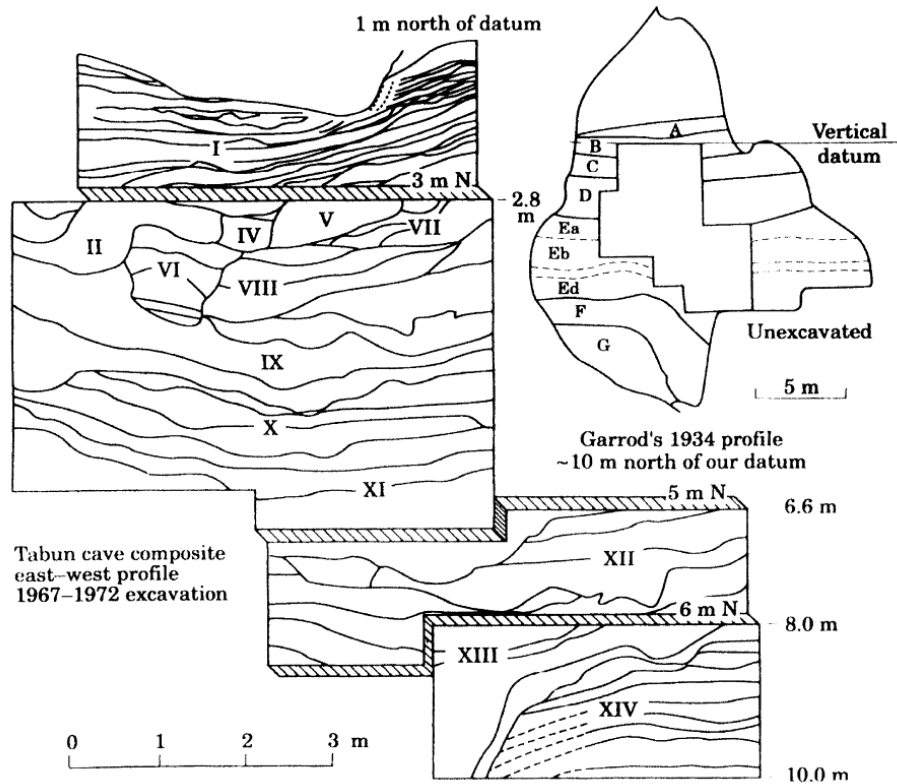 1 m north of datum
I
3 m N
2.8
m
II
IV
V
VII
VI
VIII
IX
X
XI
5 m N
6.6 m
XII
6 m N
8.0 m
XIII
XIV
10.0 m
Tabun cave composite
east–west profile
1967–1972 excavation
0 1 2 3 m
A
Vertical
datum
B
C
D
Ea
Eb
Ed
F
G
Unexcavated
5 m
Garrod's 1934 profile
~10 m north of our datum